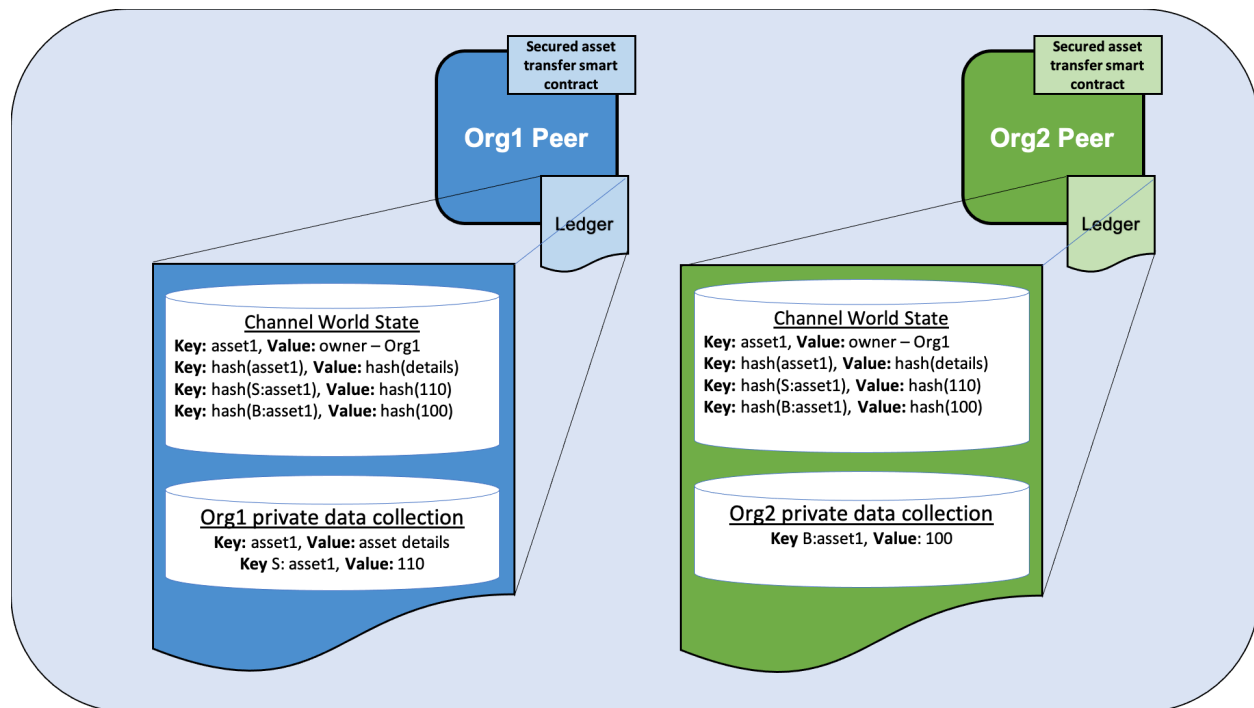 Secured asset
transfer smart
contract
Org1 Peer
Ledger
Channel World State
Key: asset1, Value: owner – Org1
Key: hash(asset1), Value: hash(details)
Key: hash(S:asset1), Value: hash(110)
Key: hash(B:asset1), Value: hash(100)
Org1 private data collection
Key: asset1, Value: asset details
Key S: asset1, Value: 110
Secured asset
transfer smart
contract
Org2 Peer
Ledger
Channel World State
Key: asset1, Value: owner – Org1
Key: hash(asset1), Value: hash(details)
Key: hash(S:asset1), Value: hash(110)
Key: hash(B:asset1), Value: hash(100)
Org2 private data collection
Key B:asset1, Value: 100